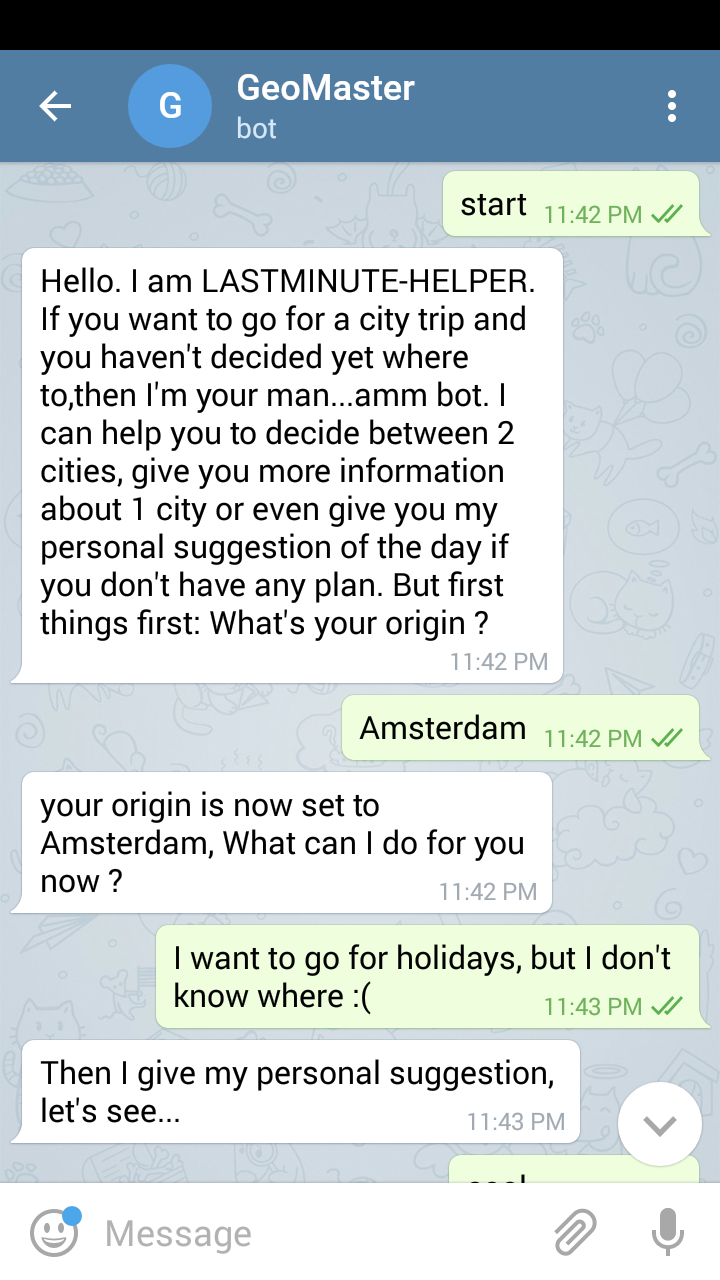 G
GeoMaster
bot
start 11:42 PM
Hello. I am LASTMINUTE-HELPER.
If you want to go for a city trip and
you haven't decided yet where
to,then I'm your man...amm bot. I
can help you to decide between 2
cities, give you more information
about 1 city or even give you my
personal suggestion of the day if
you don't have any plan. But first
things first: What's your origin ?
11:42 PM
Amsterdam 11:42 PM
your origin is now set to
Amsterdam, What can I do for you
now ? 11:42 PM
I want to go for holidays, but I don't
know where :( 11:43 PM
Then I give my personal suggestion,
let's see... 11:43 PM
Message